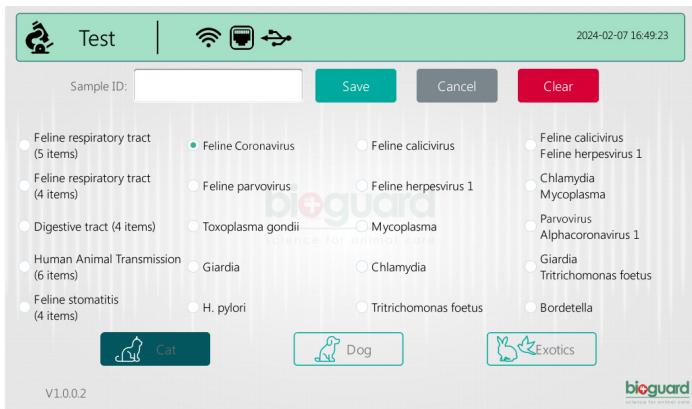 Test
2024-02-07 16:49:23
Sample ID:
Save
Cancel
Clear
Feline respiratory tract
(5 items)
Feline Coronavirus
Feline calicivirus
Feline calicivirus
Feline herpesvirus 1
Feline respiratory tract
(4 items)
Feline parvovirus
Feline herpesvirus 1
Chlamydia
Mycoplasma
Digestive tract (4 items)
Toxoplasma gondii
Mycoplasma
Parvovirus
Alphacoronavirus 1
Human Animal Transmission
(6 items)
Giardia
Chlamydia
Giardia
Tritrichomonas foetus
Feline stomatitis
(4 items)
H. pylori
Tritrichomonas foetus
Bordetella
bioguard
science for animal care
Cat
Dog
Exotics
V1.0.0.2
bioguard
science for animal care